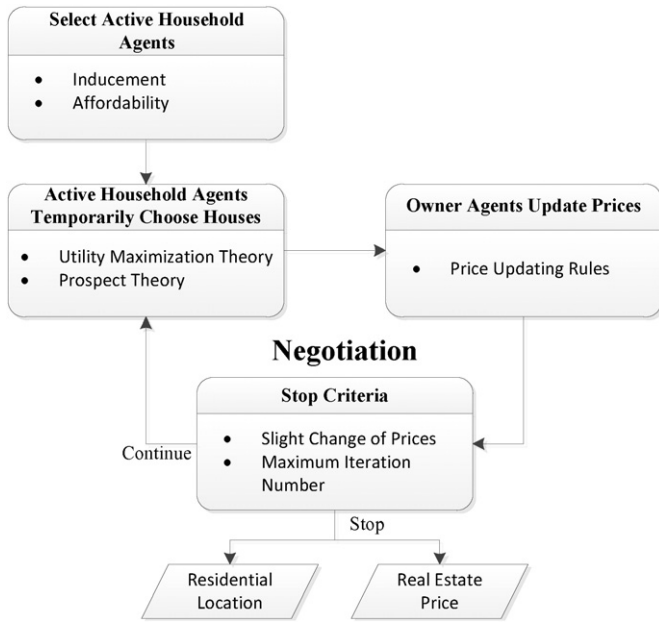 Select Active Household
Agents
• Inducement
• Affordability
Active Household Agents
Temporarily Choose Houses
• Utility Maximization Theory
• Prospect Theory
Owner Agents Update Prices
• Price Updating Rules
Negotiation
Stop Criteria
• Slight Change of Prices
• Maximum Iteration
Number
Continue
Stop
Residential
Location
Real Estate
Price